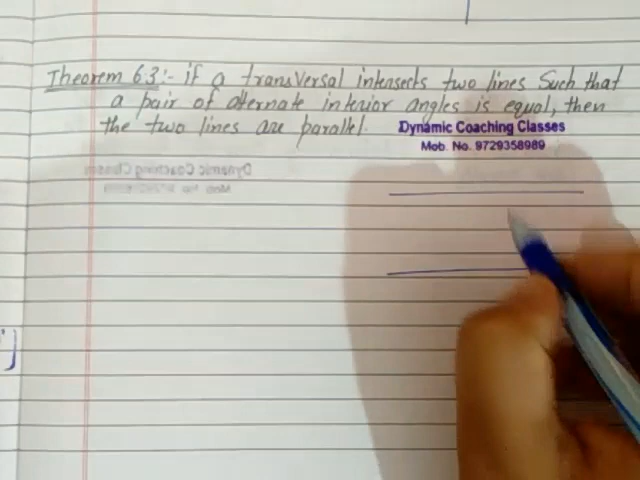 Theorem 6.3:- if a transversal intersects two lines Such that
a pair of alternate interior angles is equal, then
the two lines are parallel.
Dynamic Coaching Classes
Mob. No. 9729358989